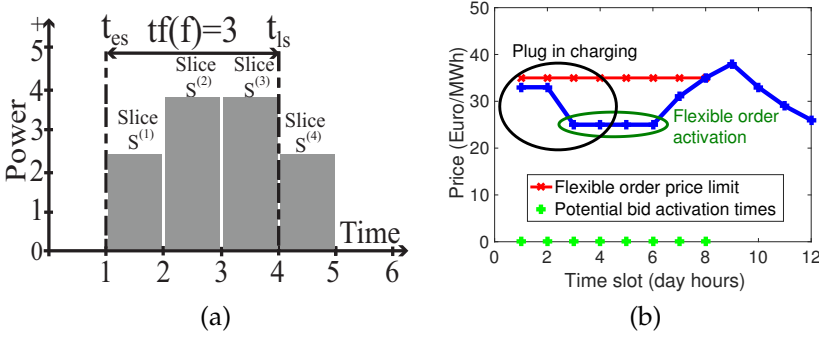 t_es tf(f)=3 t_ls
+
5
4
3
2
1
0
Power
Slice
S^(1)
Slice
S^(2)
Slice
S^(3)
Slice
S^(4)
Time
1 2 3 4 5 6
(a)
50
40
30
20
10
0
Price (Euro/MWh)
Plug in charging
Flexible order
activation
Flexible order price limit
Potential bid activation times
0 2 4 6 8 10 12
Time slot (day hours)
(b)